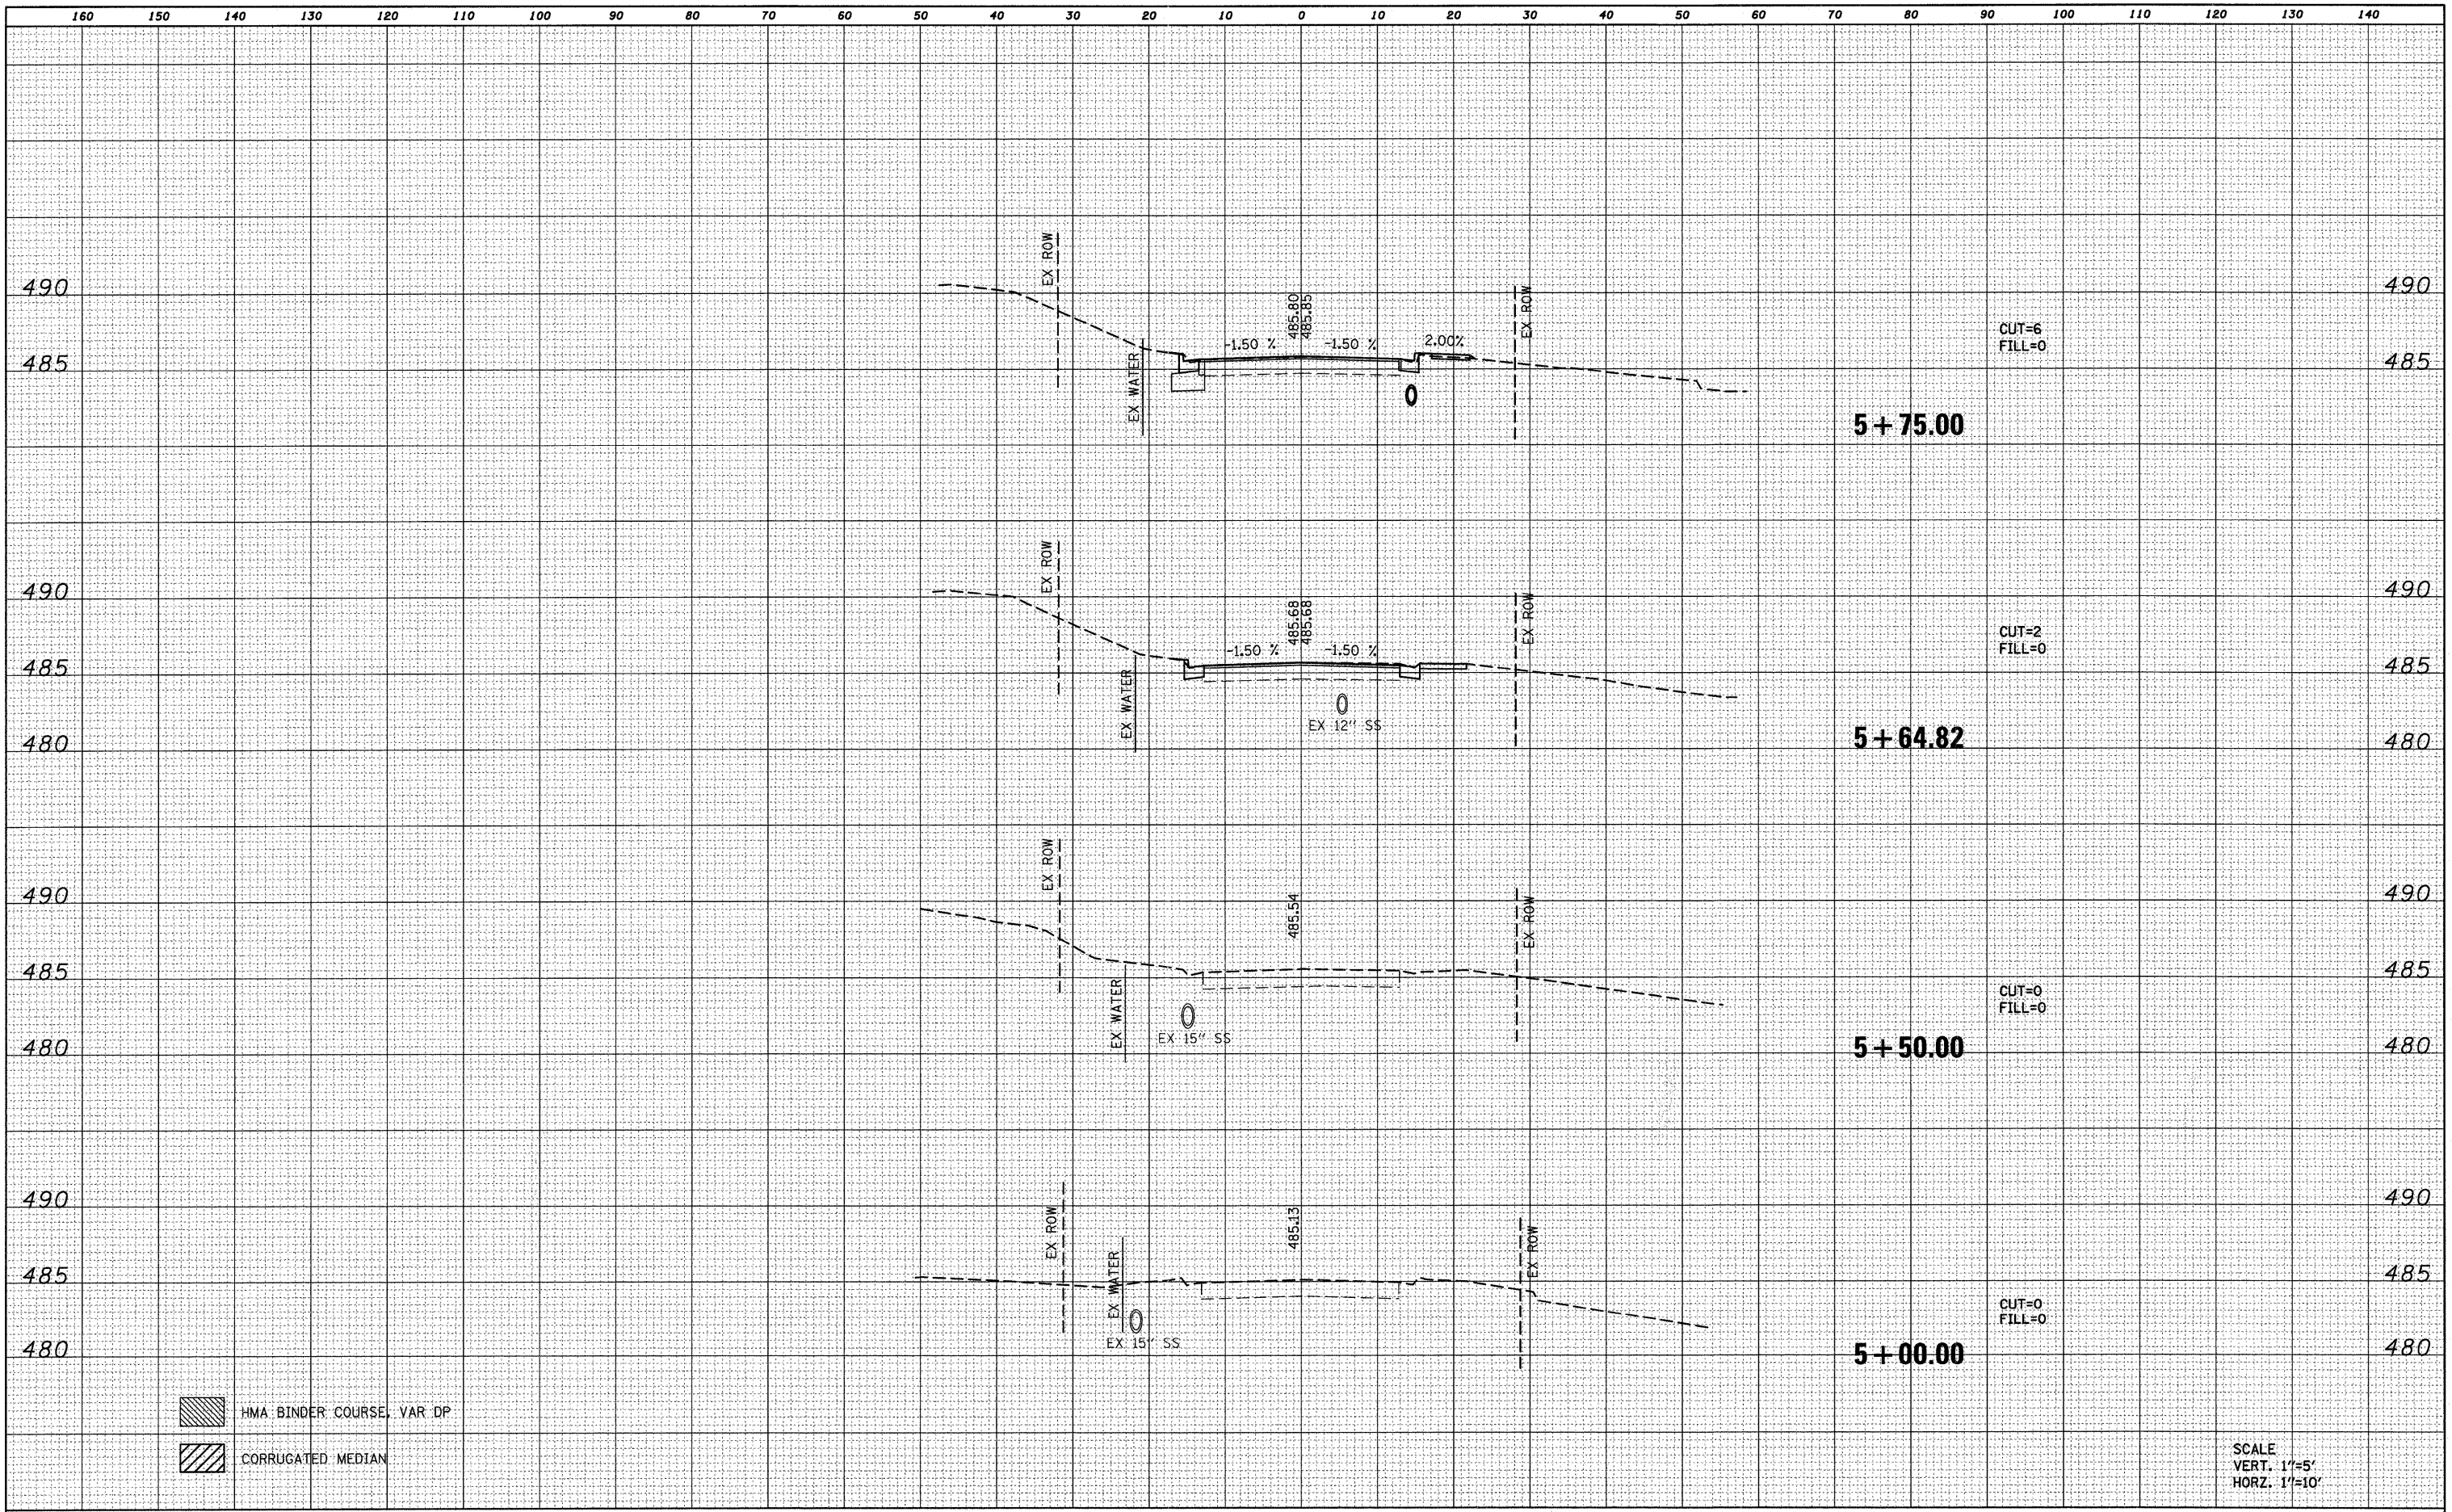 160 150 140 130 120 110 100 90 80 70 60 50 40 30 20 10 0 10 20 30 40 50 60 70 80 90 100 110 120 130 140
EX ROW
490 490
485.80
485.85
EX ROW
-1.50 % -1.50 % 2.00%
CUT=6
FILL=0
485 485
EX WATER
5+75.00
EX ROW
490 490
485.68
485.68
EX ROW
CUT=2
FILL=0
-1.50 % -1.50 %
485 485
EX WATER
EX 12" SS
480 480
5+64.82
EX ROW
490 490
485.54
EX ROW
485 485
CUT=0
FILL=0
EX WATER
EX 15" SS
480 480
5+50.00
490 490
EX ROW
485.13
EX ROW
485 485
EX WATER
CUT=0
FILL=0
EX 15" SS
480 480
5+00.00
HMA BINDER COURSE, VAR DP
CORRUGATED MEDIAN
SCALE
VERT. 1"=5'
HORZ. 1"=10'